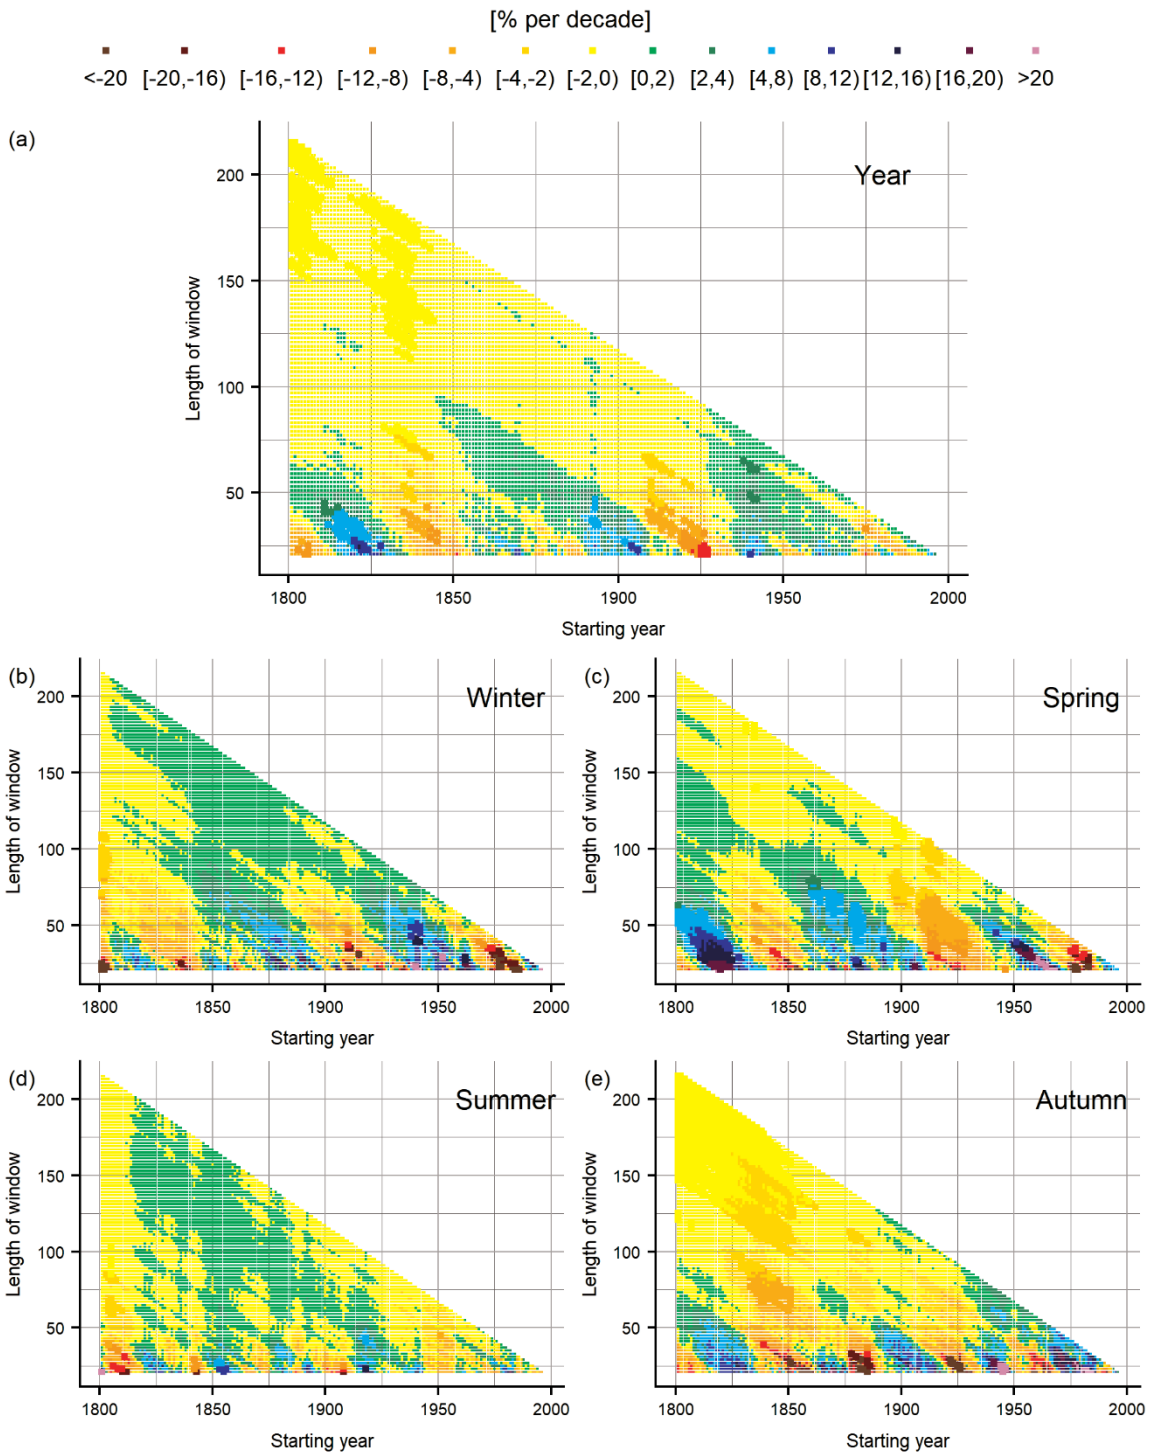 [% per decade]
<-20 [-20,-16) [-16,-12) [-12,-8) [-8,-4) [-4,-2) [-2,0) [0,2) [2,4) [4,8) [8,12) [12,16) [16,20) >20
(a)
Year
200
150
100
50
Length of window
1800 1850 1900 1950 2000
Starting year
(b)
Winter
200
150
100
50
Length of window
1800 1850 1900 1950 2000
Starting year
(c)
Spring
200
150
100
50
Length of window
1800 1850 1900 1950 2000
Starting year
(d)
Summer
200
150
100
50
Length of window
1800 1850 1900 1950 2000
Starting year
(e)
Autumn
200
150
100
50
Length of window
1800 1850 1900 1950 2000
Starting year